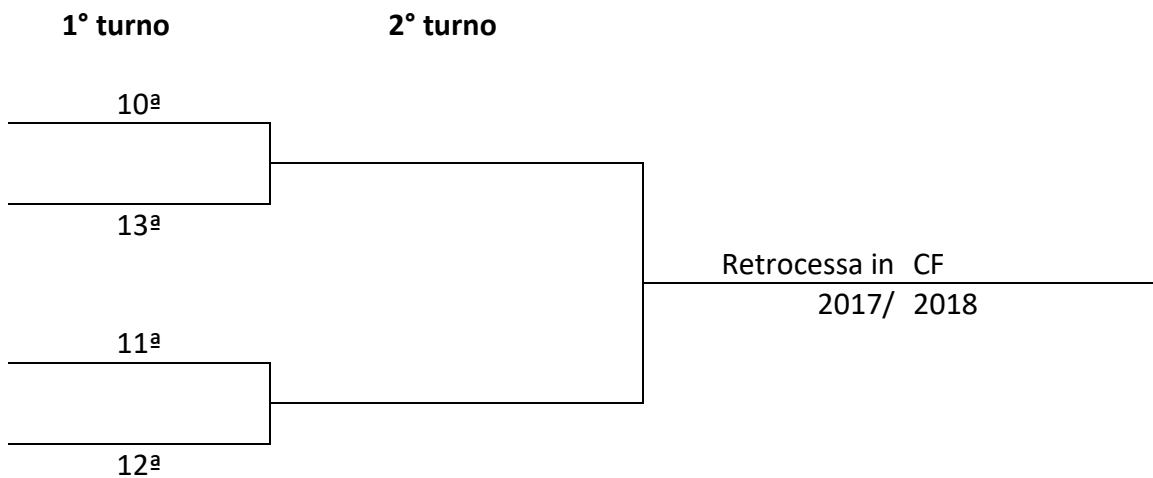 1° turno 2° turno
10ª
13ª
Retrocessa in CF
2017/ 2018
11ª
12ª